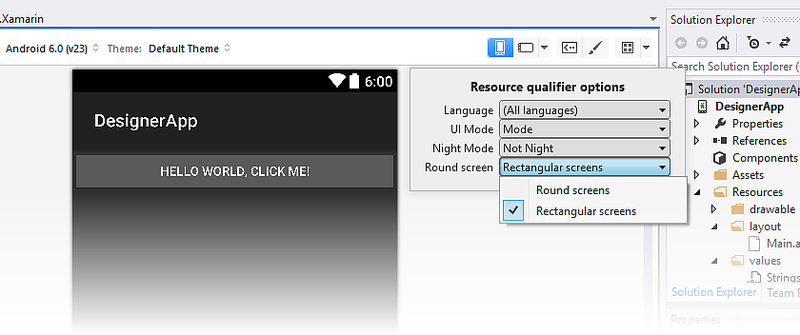 .Xamarin
Solution Explorer
Android 6.0 (v23) Theme: Default Theme
Search Solution Explorer
Solution 'DesignerAp
DesignerApp
Properties
References
Components
Assets
Resources
drawable
layout
Main.a
values
Strings
Solution Explorer Team E
Properties
6:00
DesignerApp
HELLO WORLD, CLICK ME!
Resource qualifier options
Language (All languages)
UI Mode Mode
Night Mode Not Night
Round screen Rectangular screens
Round screens
Rectangular screens